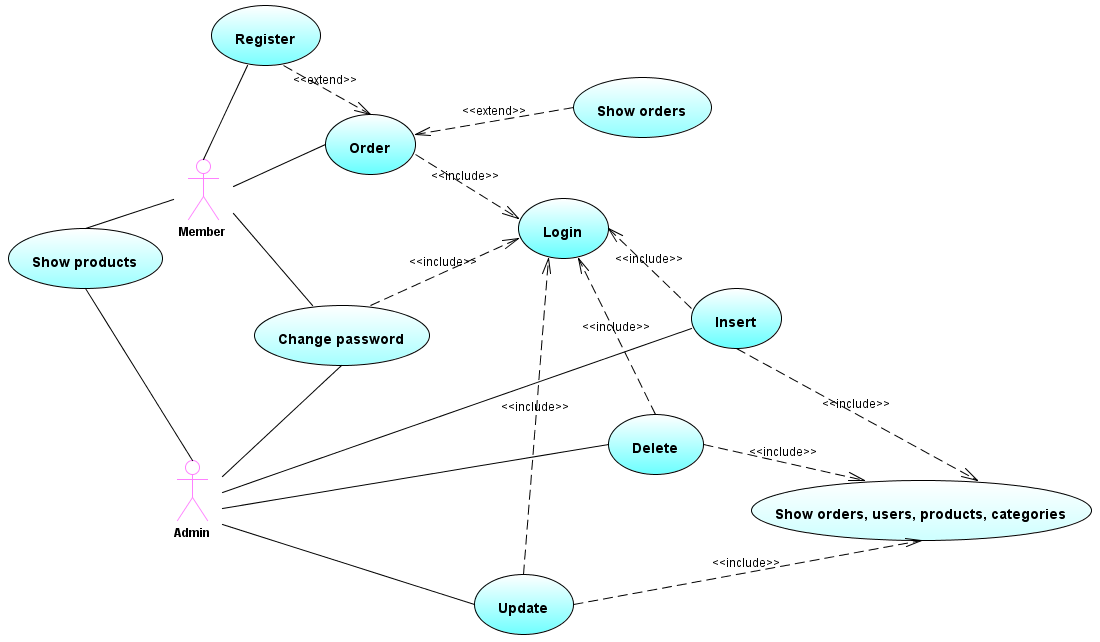 Register
<<extend>>
Show orders
<<extend>>
Order
<<include>>
Member
Login
Show products
<<include>>
<<include>>
Insert
<<include>>
Change password
<<include>>
<<include>>
Delete
<<include>>
Show orders, users, products, categories
Admin
<<include>>
Update